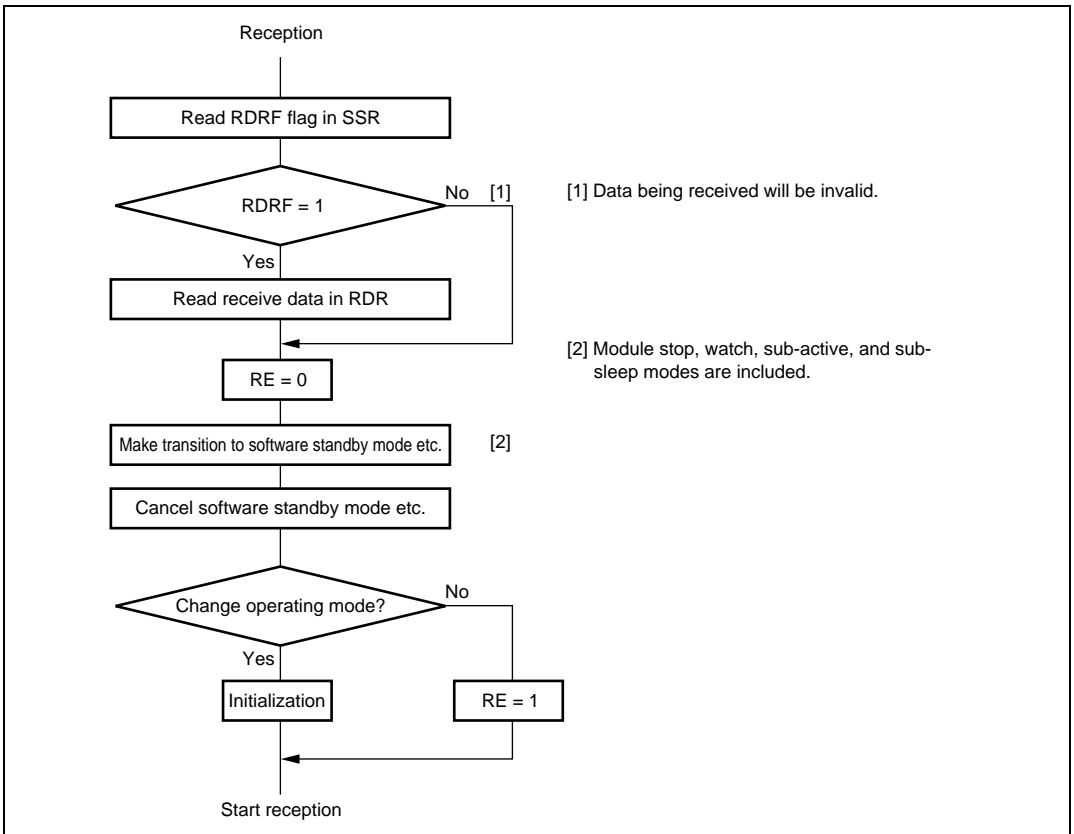 Reception
Read RDRF flag in SSR
RDRF = 1
No [1]
[1] Data being received will be invalid.
Yes
Read receive data in RDR
RE = 0
[2] Module stop, watch, sub-active, and sub-
sleep modes are included.
Make transition to software standby mode etc. [2]
Cancel software standby mode etc.
Change operating mode?
No
Yes
Initialization
RE = 1
Start reception